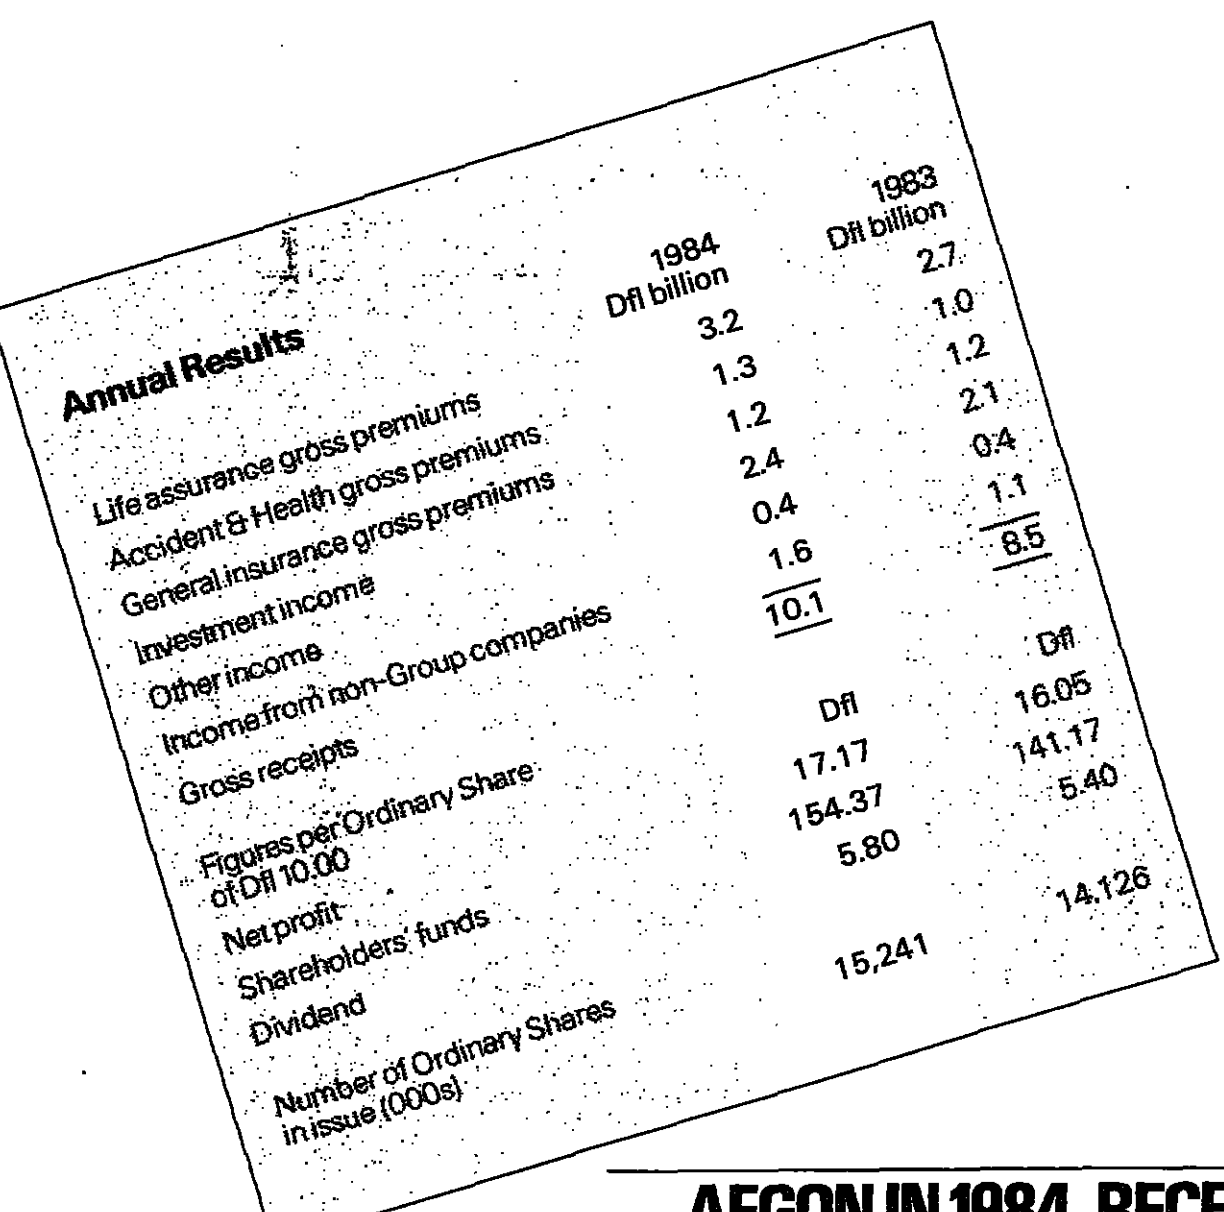 1984 1983
Dfl billion Dfl billion
Annual Results
Life assurance gross premiums 3.2 2.7
Accident & Health gross premiums 1.3 1.0
General insurance gross premiums 1.2 1.2
Investment income 2.4 2.1
Other income 0.4 0.4
Income from non-Group companies 1.6 1.1
Gross receipts 10.1 8.5
Figures per Ordinary Share
of Dfl 10.00 Dfl Dfl
Net profit 17.17 16.05
Shareholders' funds 154.37 141.17
Dividend 5.80 5.40
Number of Ordinary Shares
in issue (000s) 15,241 14.126
AEGON IN 1984